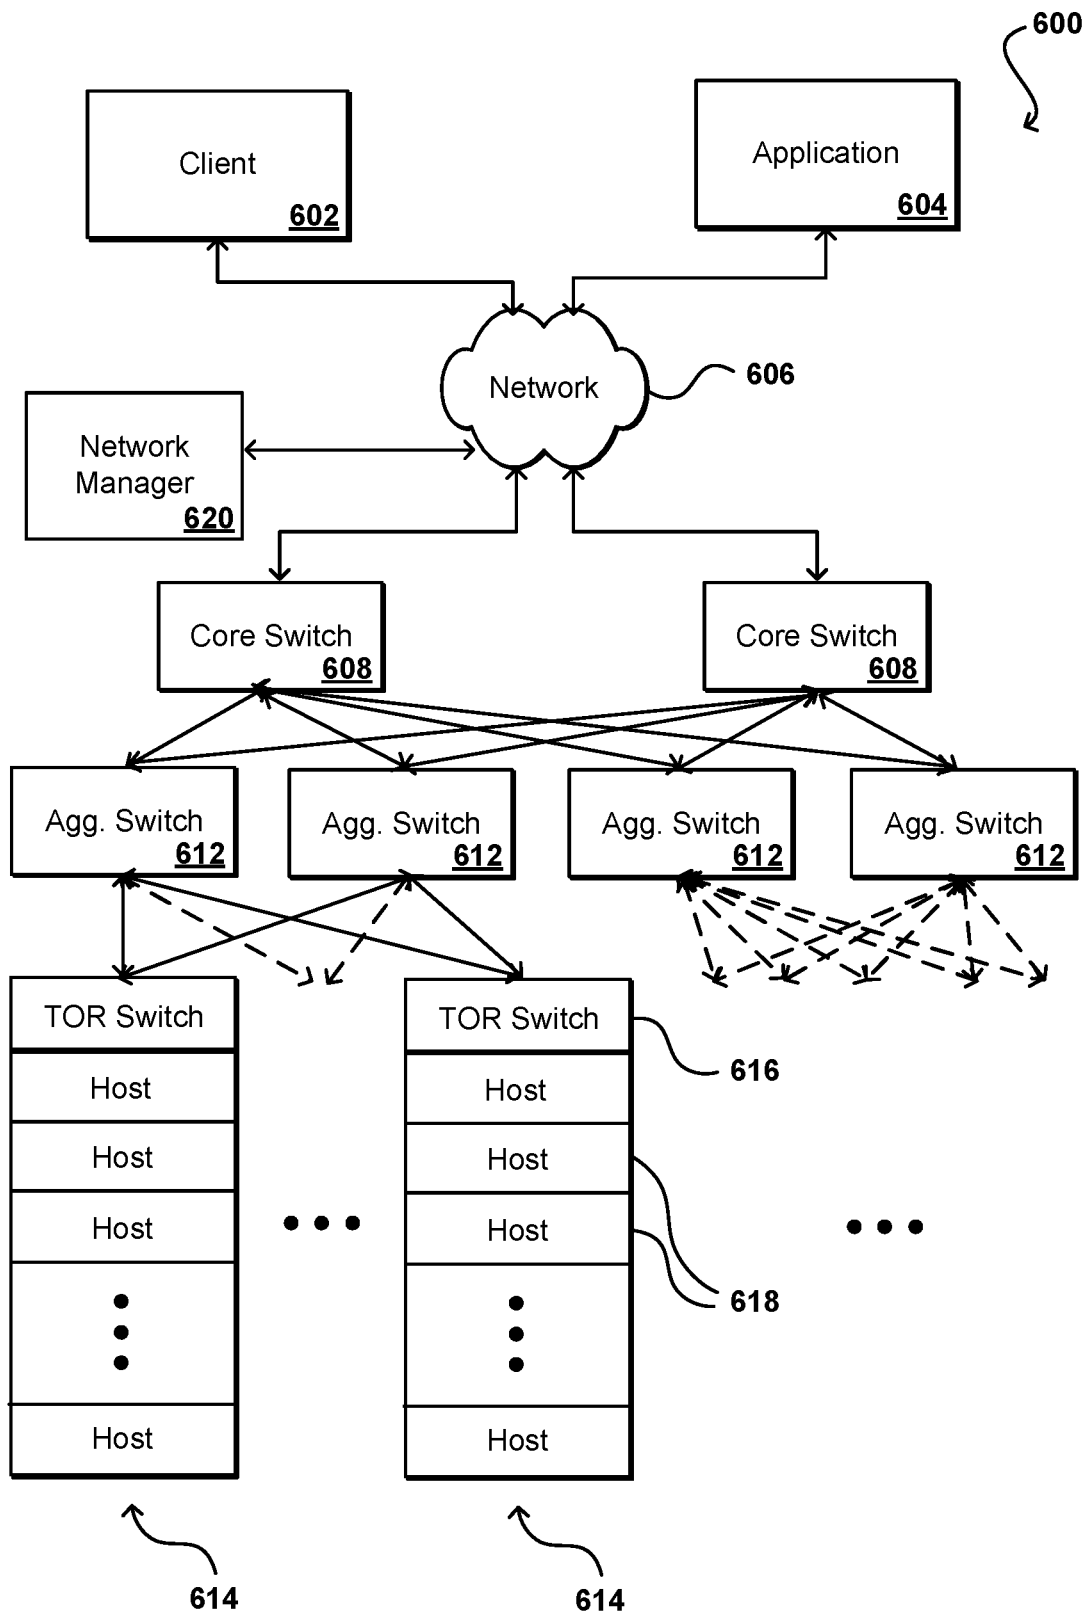 600
Client
602
Application
604
Network
606
Network
Manager
620
Core Switch
608
Core Switch
608
Agg. Switch
612
Agg. Switch
612
Agg. Switch
612
Agg. Switch
612
TOR Switch
Host
Host
Host
Host
TOR Switch
Host
Host
Host
Host
616
618
614
614